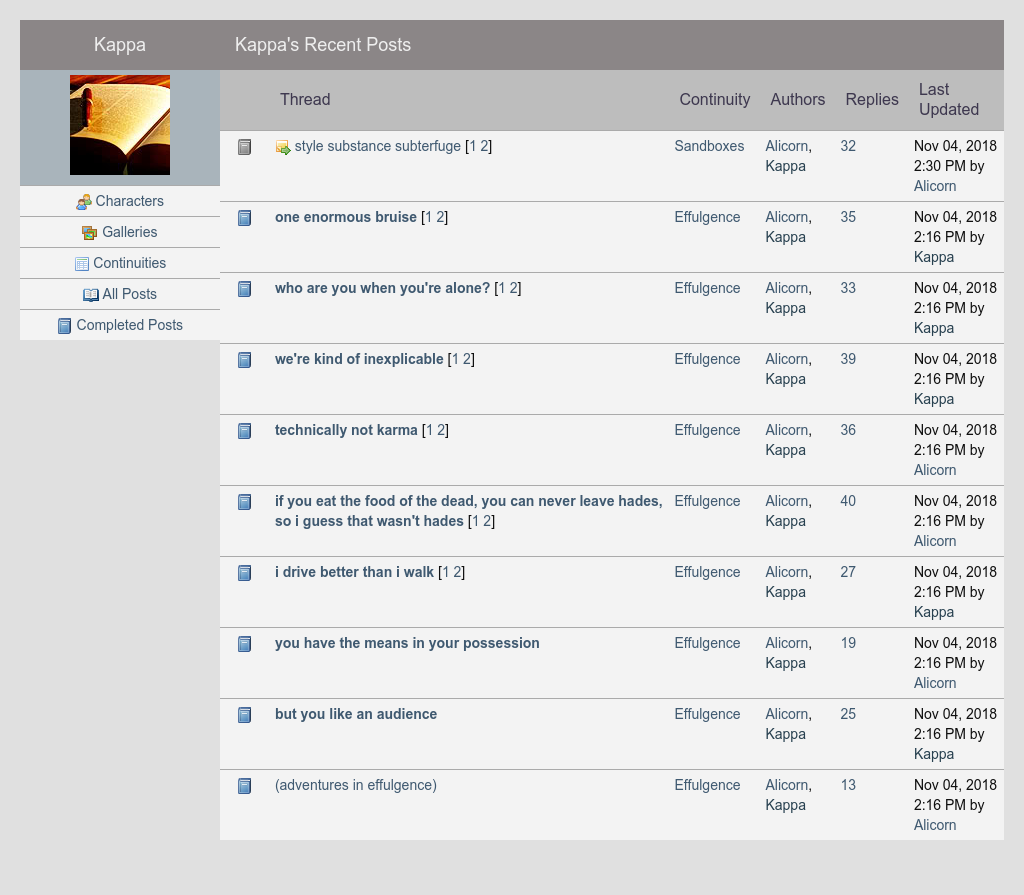 Kappa
Characters
Galleries
Continuities
All Posts
Completed Posts
Kappa's Recent Posts
Thread Continuity Authors Replies Last Updated
style substance subterfuge [1 2] Sandboxes Alicorn, Kappa 32 Nov 04, 2018 2:30 PM by Alicorn
one enormous bruise [1 2] Effulgence Alicorn, Kappa 35 Nov 04, 2018 2:16 PM by Kappa
who are you when you're alone? [1 2] Effulgence Alicorn, Kappa 33 Nov 04, 2018 2:16 PM by Kappa
we're kind of inexplicable [1 2] Effulgence Alicorn, Kappa 39 Nov 04, 2018 2:16 PM by Kappa
technically not karma [1 2] Effulgence Alicorn, Kappa 36 Nov 04, 2018 2:16 PM by Alicorn
if you eat the food of the dead, you can never leave hades, so i guess that wasn't hades [1 2] Effulgence Alicorn, Kappa 40 Nov 04, 2018 2:16 PM by Alicorn
i drive better than i walk [1 2] Effulgence Alicorn, Kappa 27 Nov 04, 2018 2:16 PM by Kappa
you have the means in your possession Effulgence Alicorn, Kappa 19 Nov 04, 2018 2:16 PM by Alicorn
but you like an audience Effulgence Alicorn, Kappa 25 Nov 04, 2018 2:16 PM by Kappa
(adventures in effulgence) Effulgence Alicorn, Kappa 13 Nov 04, 2018 2:16 PM by Alicorn